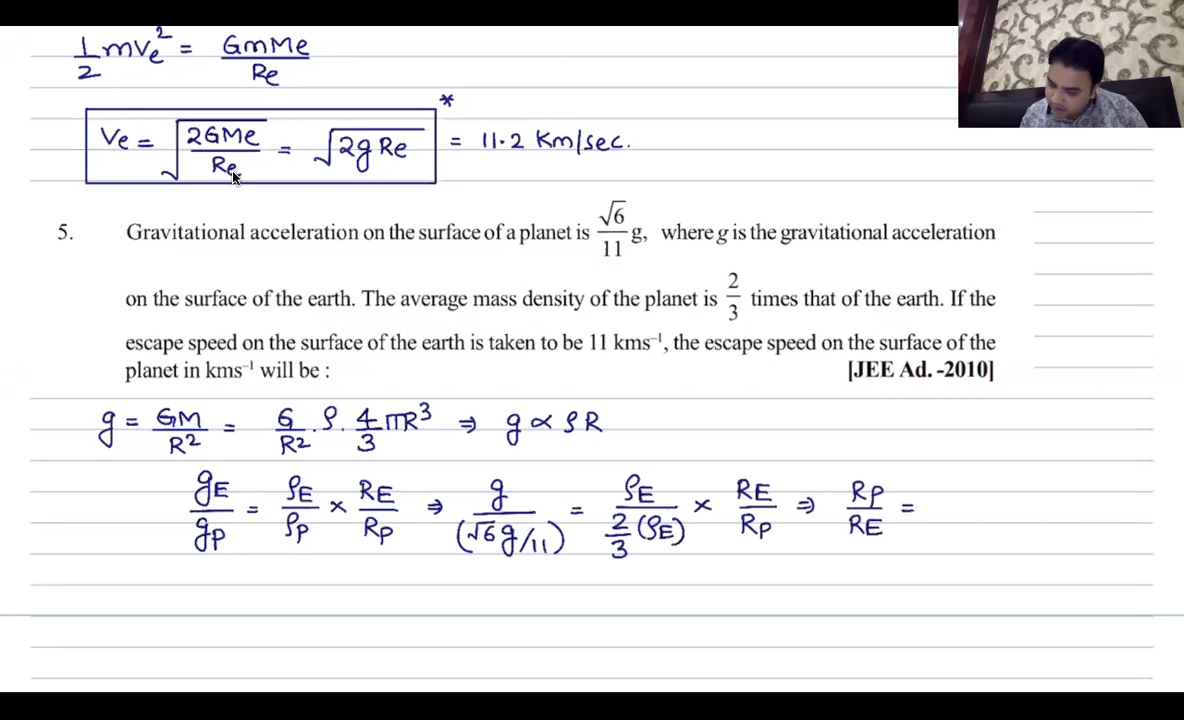 1/2 mVe² = GmMe/Re
Ve = √(2GMe/Re) = √(2gRe) * = 11.2 Km/sec.
5. Gravitational acceleration on the surface of a planet is √6/11 g, where g is the gravitational acceleration
on the surface of the earth. The average mass density of the planet is 2/3 times that of the earth. If the
escape speed on the surface of the earth is taken to be 11 kms⁻¹, the escape speed on the surface of the
planet in kms⁻¹ will be : [JEE Ad. -2010]
g = GM/R² = G/R² · ρ · 4/3 πR³ ⇒ g ∝ ρR
gE/gP = ρE/ρP × RE/RP ⇒ g/(√6g/11) = ρE/(2/3 (ρE)) × RE/RP ⇒ RP/RE =